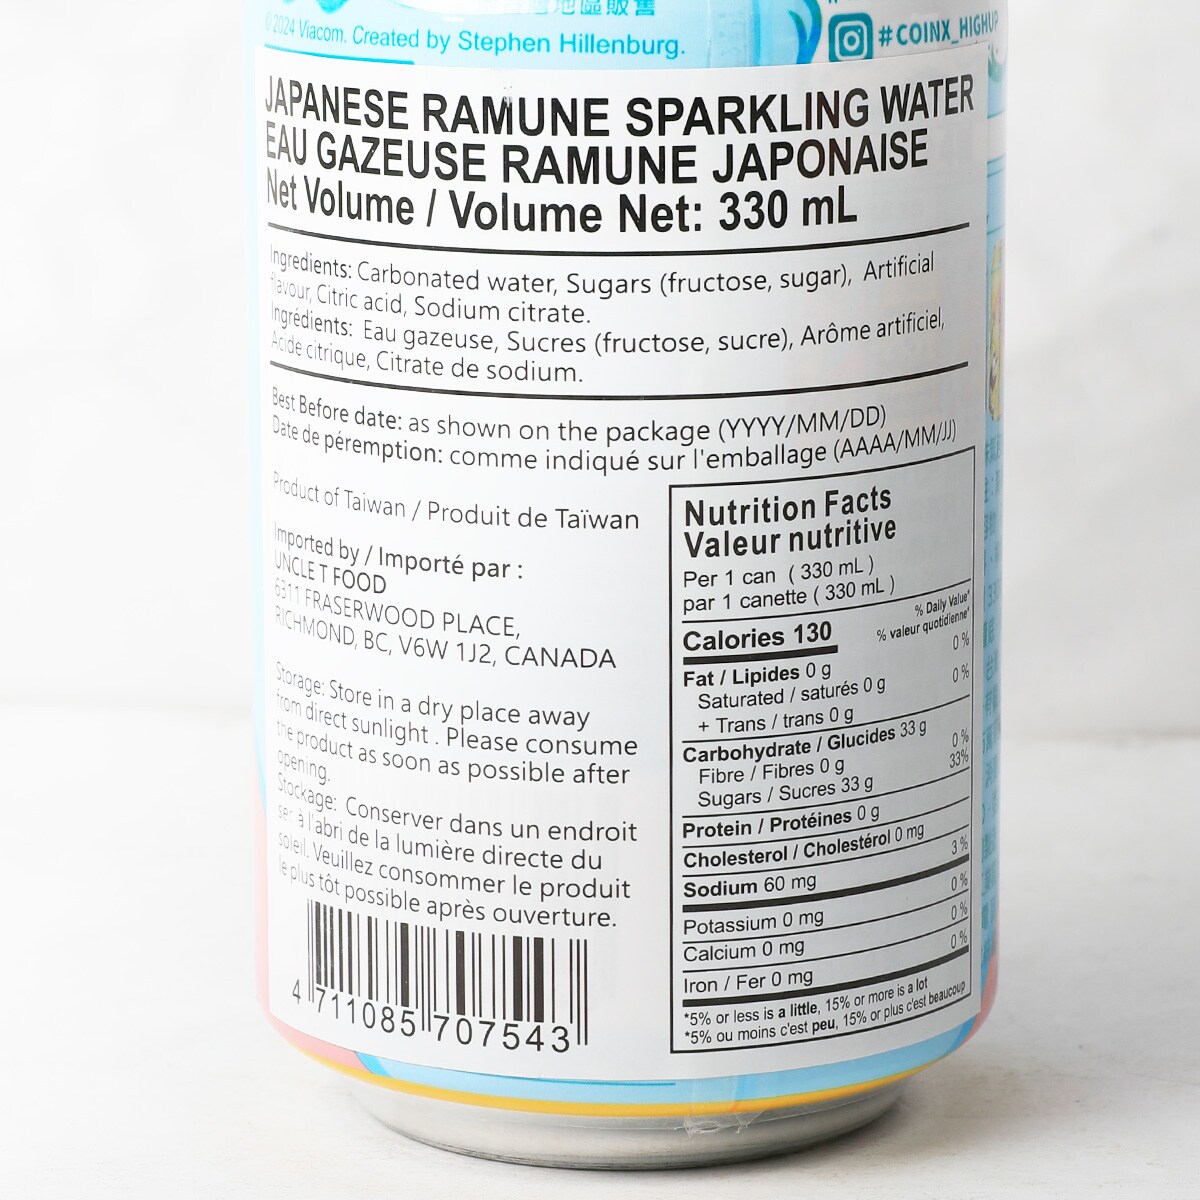 地區販售
©2024 Viacom. Created by Stephen Hillenburg.
#COINX_HIGHUP
JAPANESE RAMUNE SPARKLING WATER
EAU GAZEUSE RAMUNE JAPONAISE
Net Volume / Volume Net: 330 mL
Ingredients: Carbonated water, Sugars (fructose, sugar), Artificial
flavour, Citric acid, Sodium citrate.
Ingrédients: Eau gazeuse, Sucres (fructose, sucre), Arôme artificiel,
Acide citrique, Citrate de sodium.
Best Before date: as shown on the package (YYYY/MM/DD)
Date de péremption: comme indiqué sur l'emballage (AAAA/MM/JJ)
Product of Taiwan / Produit de Taïwan
Imported by / Importé par :
UNCLE T FOOD
6311 FRASERWOOD PLACE,
RICHMOND, BC, V6W 1J2, CANADA
Storage: Store in a dry place away
from direct sunlight . Please consume
the product as soon as possible after
opening.
Stockage: Conserver dans un endroit
sec à l'abri de la lumière directe du
soleil. Veuillez consommer le produit
le plus tôt possible après ouverture.
4 711085 707543
Nutrition Facts
Valeur nutritive
Per 1 can ( 330 mL )
par 1 canette ( 330 mL )
% Daily Value*
Calories 130 % valeur quotidienne*
Fat / Lipides 0 g 0 %
Saturated / saturés 0 g 0 %
+ Trans / trans 0 g
Carbohydrate / Glucides 33 g
Fibre / Fibres 0 g 0 %
Sugars / Sucres 33 g 33%
Protein / Protéines 0 g
Cholesterol / Cholestérol 0 mg
Sodium 60 mg 3 %
Potassium 0 mg 0 %
Calcium 0 mg 0 %
Iron / Fer 0 mg 0 %
*5% or less is a little, 15% or more is a lot
*5% ou moins c'est peu, 15% or plus c'est beaucoup